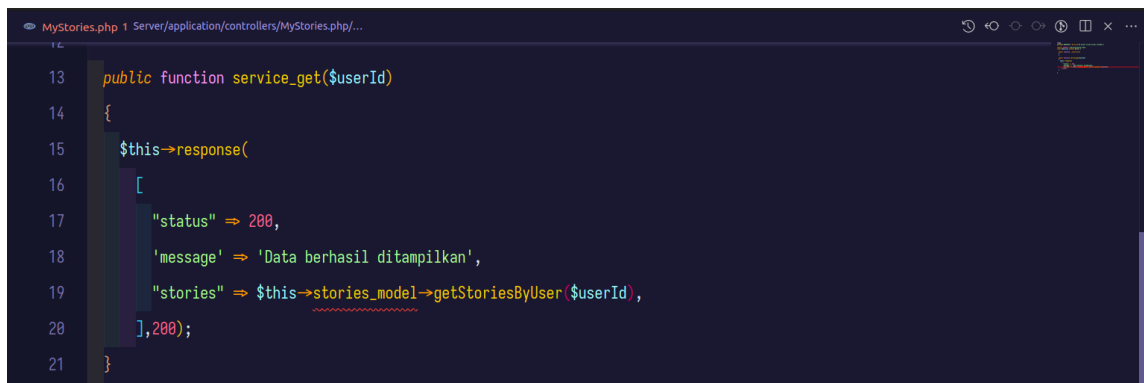 MyStories.php 1 Server/application/controllers/MyStories.php/...
12
13 public function service_get($userId)
14 {
15 $this->response(
16 [
17 "status" => 200,
18 'message' => 'Data berhasil ditampilkan',
19 "stories" => $this->stories_model->getStoriesByUser($userId),
20 ],200);
21 }